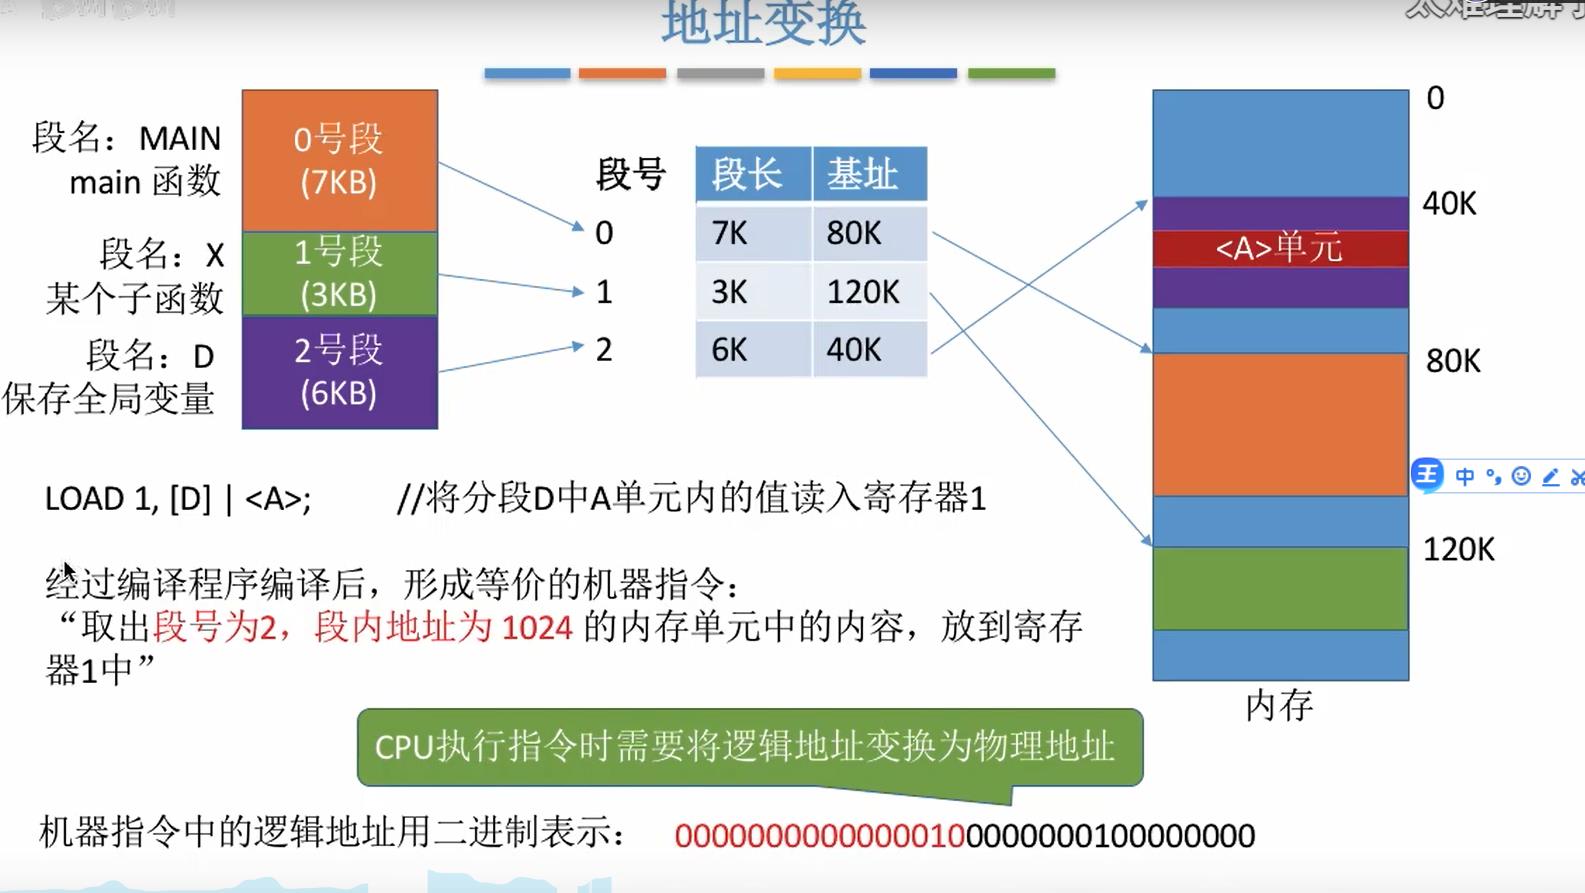 太难理解
地址变换
段名：MAIN
main 函数
0号段
(7KB)
段名：X
某个子函数
1号段
(3KB)
段名：D
保存全局变量
2号段
(6KB)
段号 段长 基址
0 7K 80K
1 3K 120K
2 6K 40K
0
40K
<A>单元
80K
120K
内存
王 中
LOAD 1, [D] | <A>; //将分段D中A单元内的值读入寄存器1
经过编译程序编译后，形成等价的机器指令：
“取出段号为2，段内地址为 1024 的内存单元中的内容，放到寄存
器1中”
CPU执行指令时需要将逻辑地址变换为物理地址
机器指令中的逻辑地址用二进制表示： 00000000000000100000000100000000